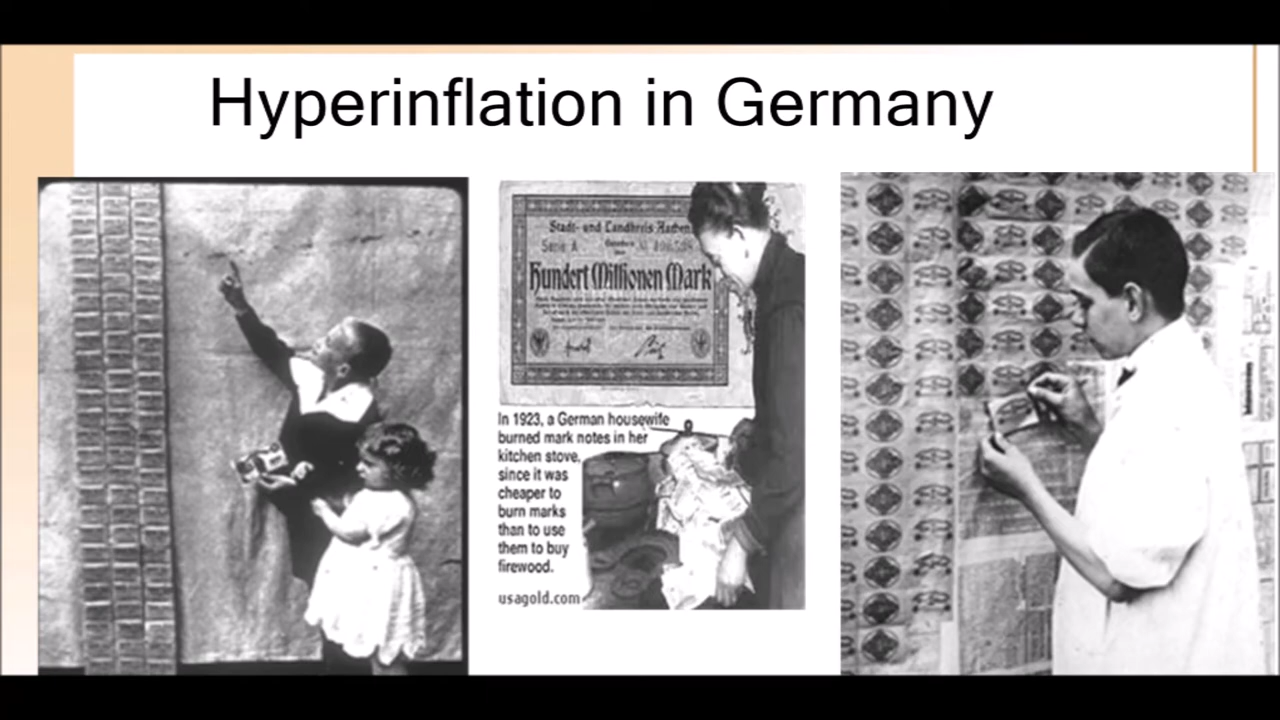 Hyperinflation in Germany
Stadt- und Landkreis Aachen
Serie A
Hundert Millionen Mark
In 1923, a German housewife
burned mark notes in her
kitchen stove,
since it was
cheaper to
burn marks
than to use
them to buy
firewood.
usagold.com